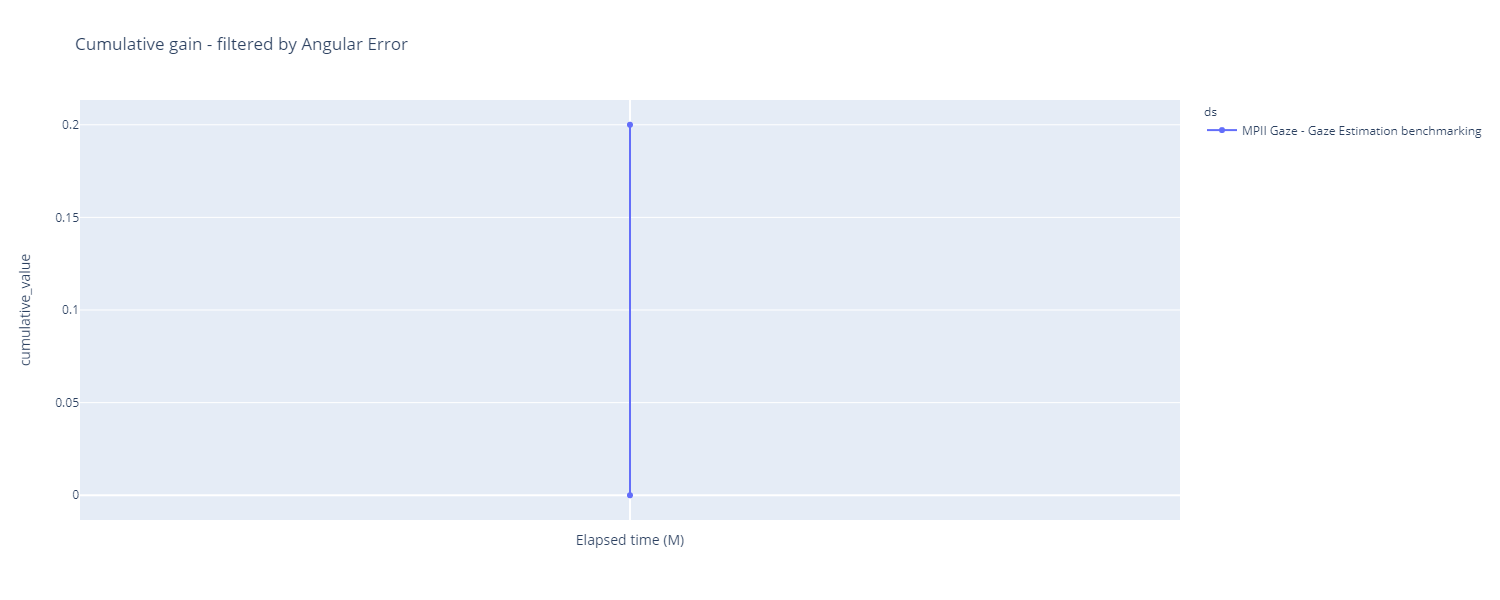 Cumulative gain - filtered by Angular Error
ds
MPII Gaze - Gaze Estimation benchmarking
0.2
0.15
0.1
0.05
0
cumulative_value
Elapsed time (M)